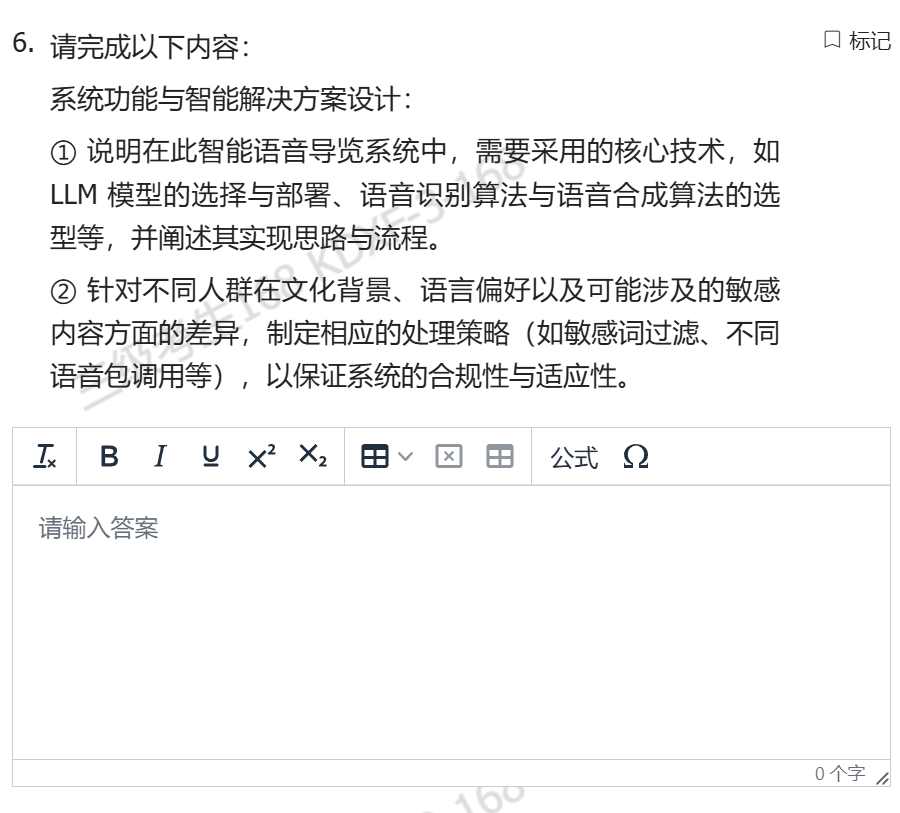 6. 请完成以下内容：
标记
系统功能与智能解决方案设计：
① 说明在此智能语音导览系统中，需要采用的核心技术，如
LLM 模型的选择与部署、语音识别算法与语音合成算法的选
型等，并阐述其实现思路与流程。
② 针对不同人群在文化背景、语言偏好以及可能涉及的敏感
内容方面的差异，制定相应的处理策略（如敏感词过滤、不同
语音包调用等），以保证系统的合规性与适应性。
B I U X² X₂ 公式 Ω
请输入答案
0 个字